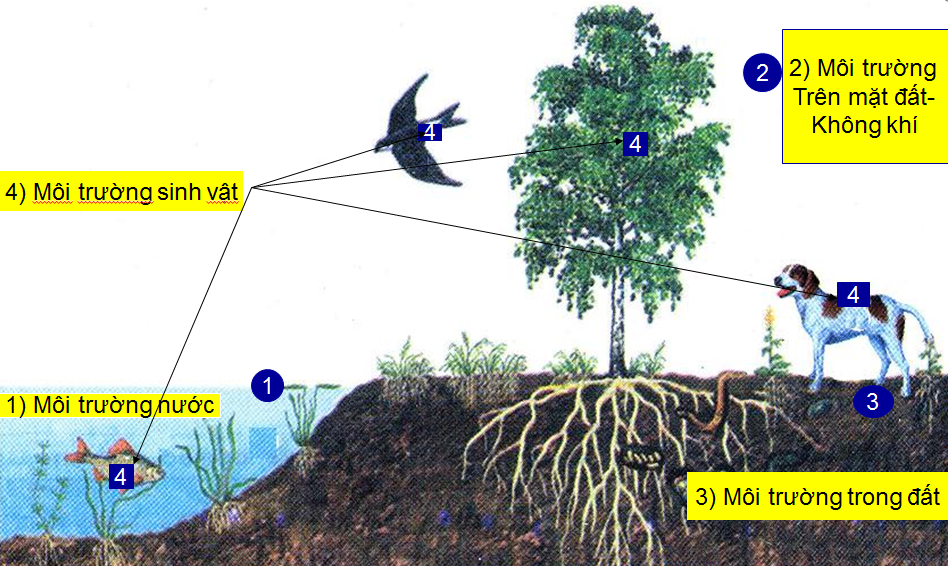 2
2) Môi trường
Trên mặt đất-
Không khí
4
4
4) Môi trường sinh vật
4
1
1) Môi trường nước
3
4
3) Môi trường trong đất